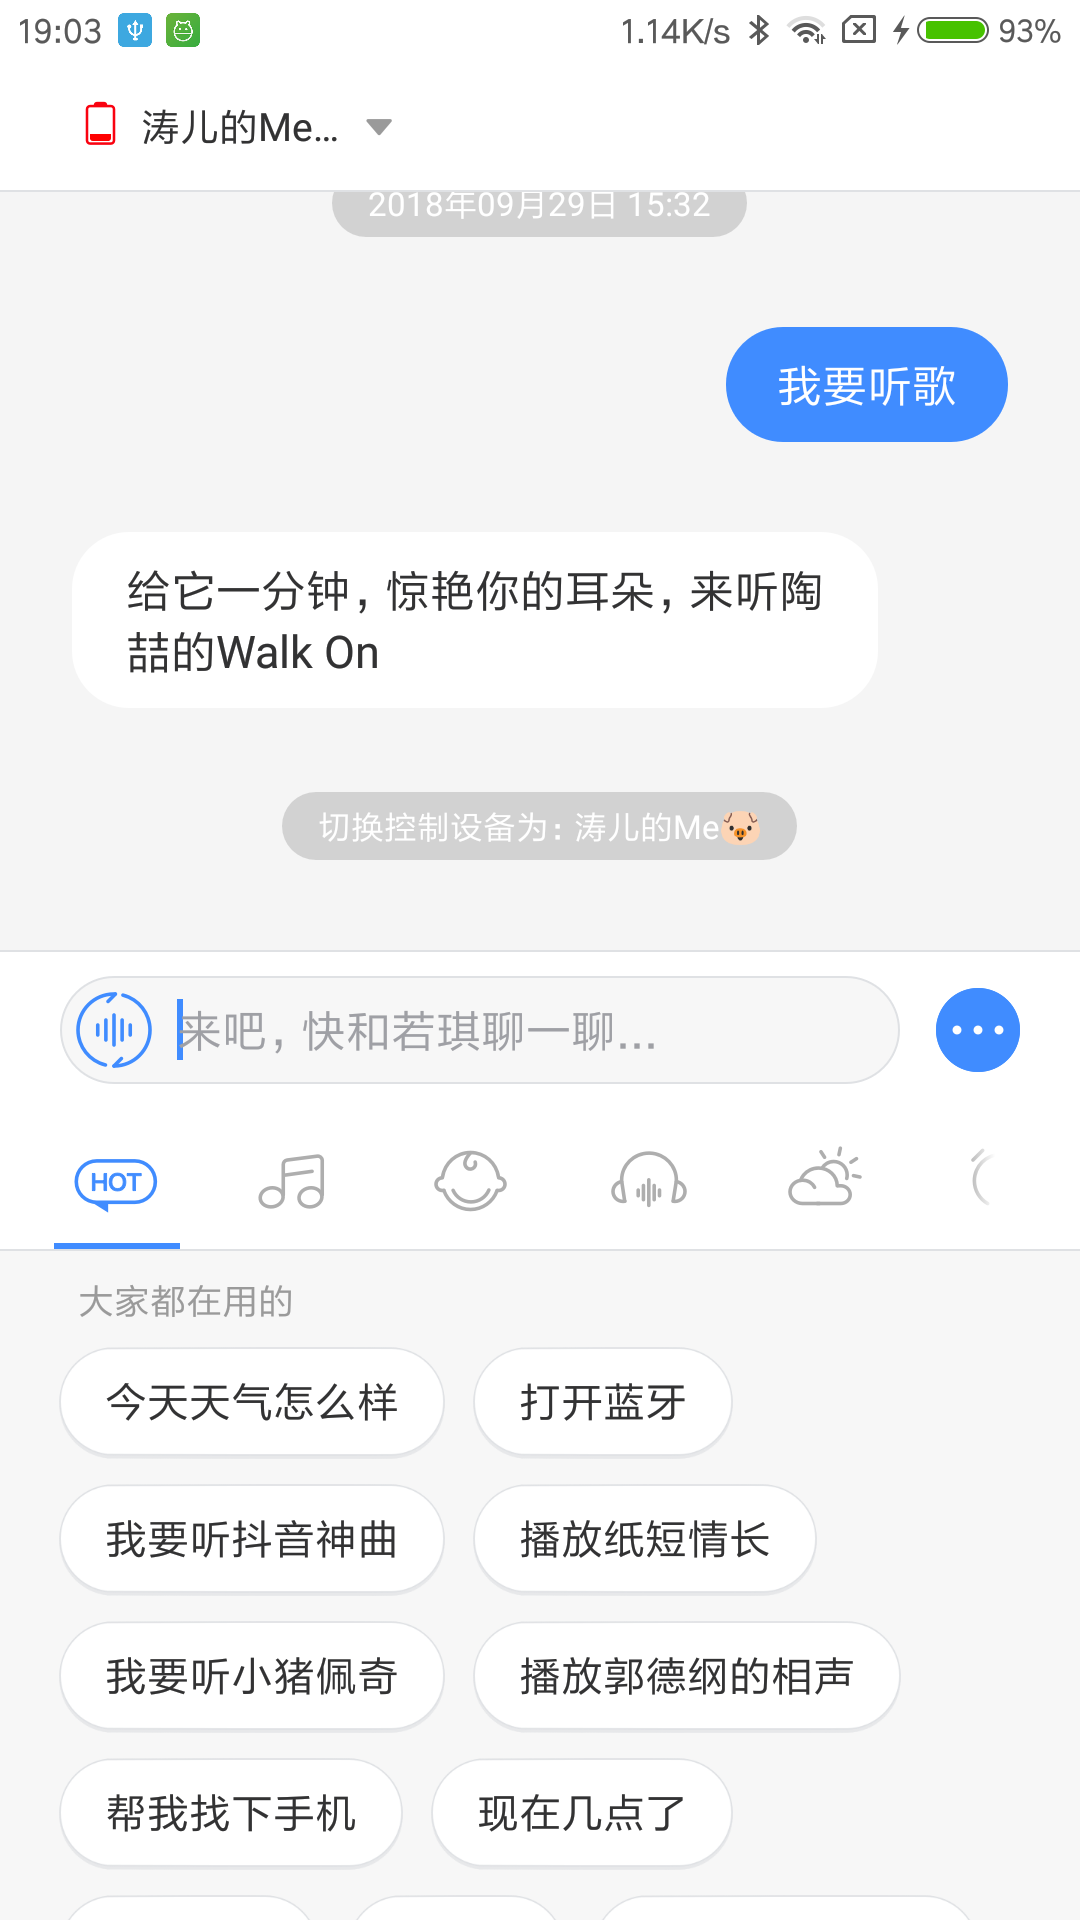 19:03 1.14K/s 93%
涛儿的Me...
2018年09月29日 15:32
我要听歌
给它一分钟，惊艳你的耳朵，来听陶
喆的Walk On
切换控制设备为：涛儿的Me🐷
来吧，快和若琪聊一聊...
HOT
大家都在用的
今天天气怎么样 打开蓝牙
我要听抖音神曲 播放纸短情长
我要听小猪佩奇 播放郭德纲的相声
帮我找下手机 现在几点了